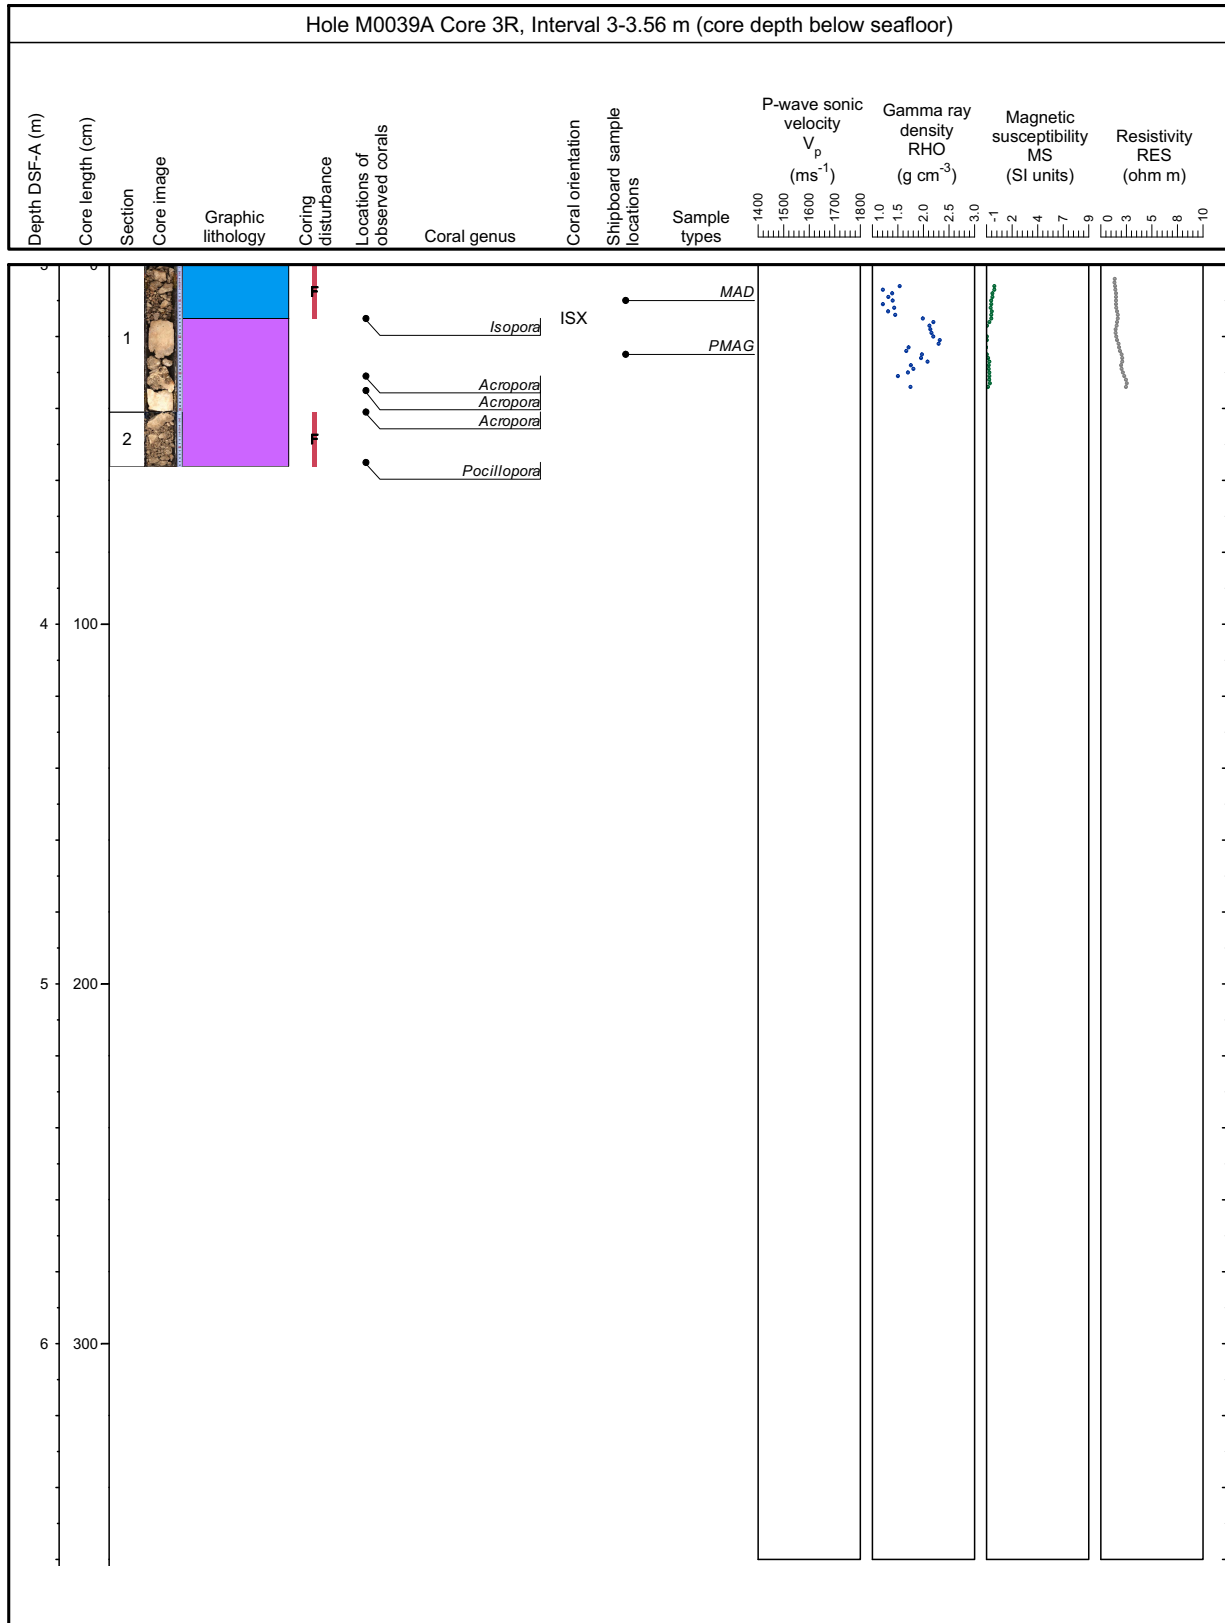 Hole M0039A Core 3R, Interval 3-3.56 m (core depth below seafloor)
Depth DSF-A (m)
Core length (cm)
Section
Core image
Graphic
lithology
Coring
disturbance
Locations of
observed corals
Coral genus
Coral orientation
Shipboard sample
locations
Sample
types
P-wave sonic
velocity
Vp
(ms-1)
1400
1500
1600
1700
1800
Gamma ray
density
RHO
(g cm-3)
1.0
1.5
2.0
2.5
3.0
Magnetic
susceptibility
MS
(SI units)
-1
2
4
7
9
Resistivity
RES
(ohm m)
0
3
5
8
10
3
0
F
MAD
ISX
Isopora
1
PMAG
Acropora
Acropora
Acropora
2
F
Pocillopora
4
100
5
200
6
300